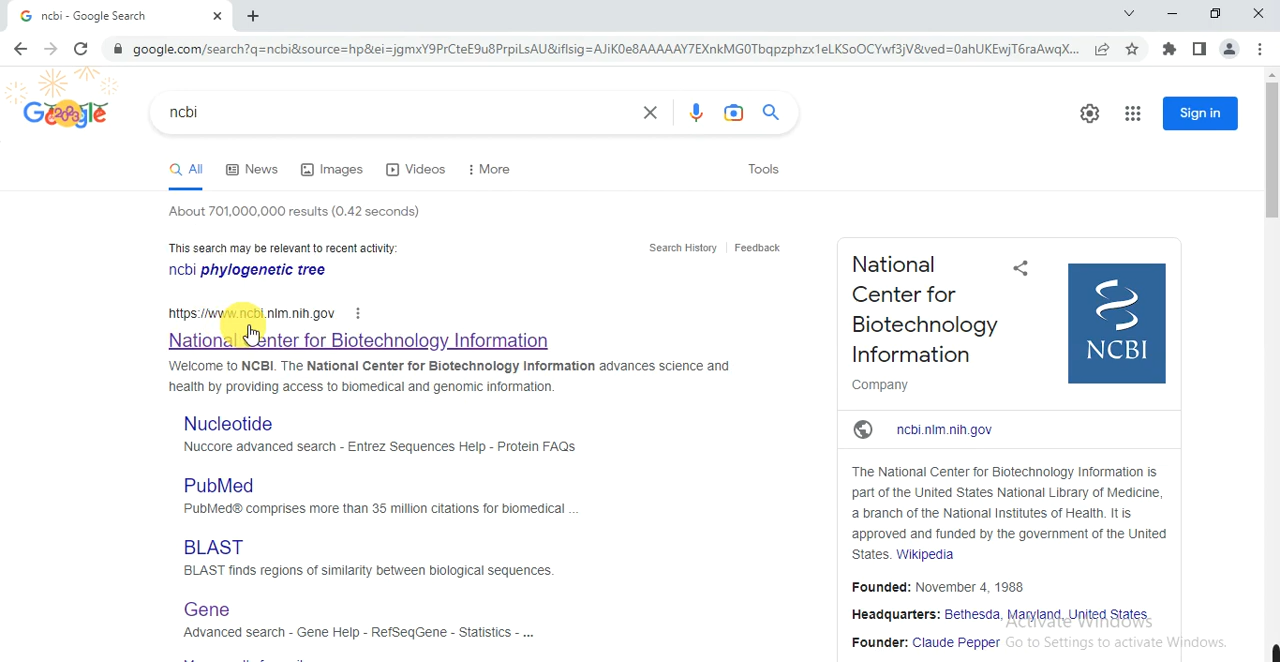 ncbi - Google Search
google.com/search?q=ncbi&source=hp&ei=jgmxY9PrCteE9u8PrpiLsAU&iflsig=AJiK0e8AAAAAY7EXnkMG0Tbqpzphzx1eLKSoOCYwf3jV&ved=0ahUKEwjT6raAwqX...
Google
2023
ncbi
Sign in
All News Images Videos More Tools
About 701,000,000 results (0.42 seconds)
This search may be relevant to recent activity:
Search History Feedback
ncbi phylogenetic tree
https://www.ncbi.nlm.nih.gov
National Center for Biotechnology Information
Welcome to NCBI. The National Center for Biotechnology Information advances science and
health by providing access to biomedical and genomic information.
Nucleotide
Nuccore advanced search - Entrez Sequences Help - Protein FAQs
PubMed
PubMed® comprises more than 35 million citations for biomedical ...
BLAST
BLAST finds regions of similarity between biological sequences.
Gene
Advanced search - Gene Help - RefSeqGene - Statistics - ...
National
Center for
Biotechnology
Information
Company
NCBI
ncbi.nlm.nih.gov
The National Center for Biotechnology Information is
part of the United States National Library of Medicine,
a branch of the National Institutes of Health. It is
approved and funded by the government of the United
States. Wikipedia
Founded: November 4, 1988
Headquarters: Bethesda, Maryland, United States
Founder: Claude Pepper
Activate Windows
Go to Settings to activate Windows.